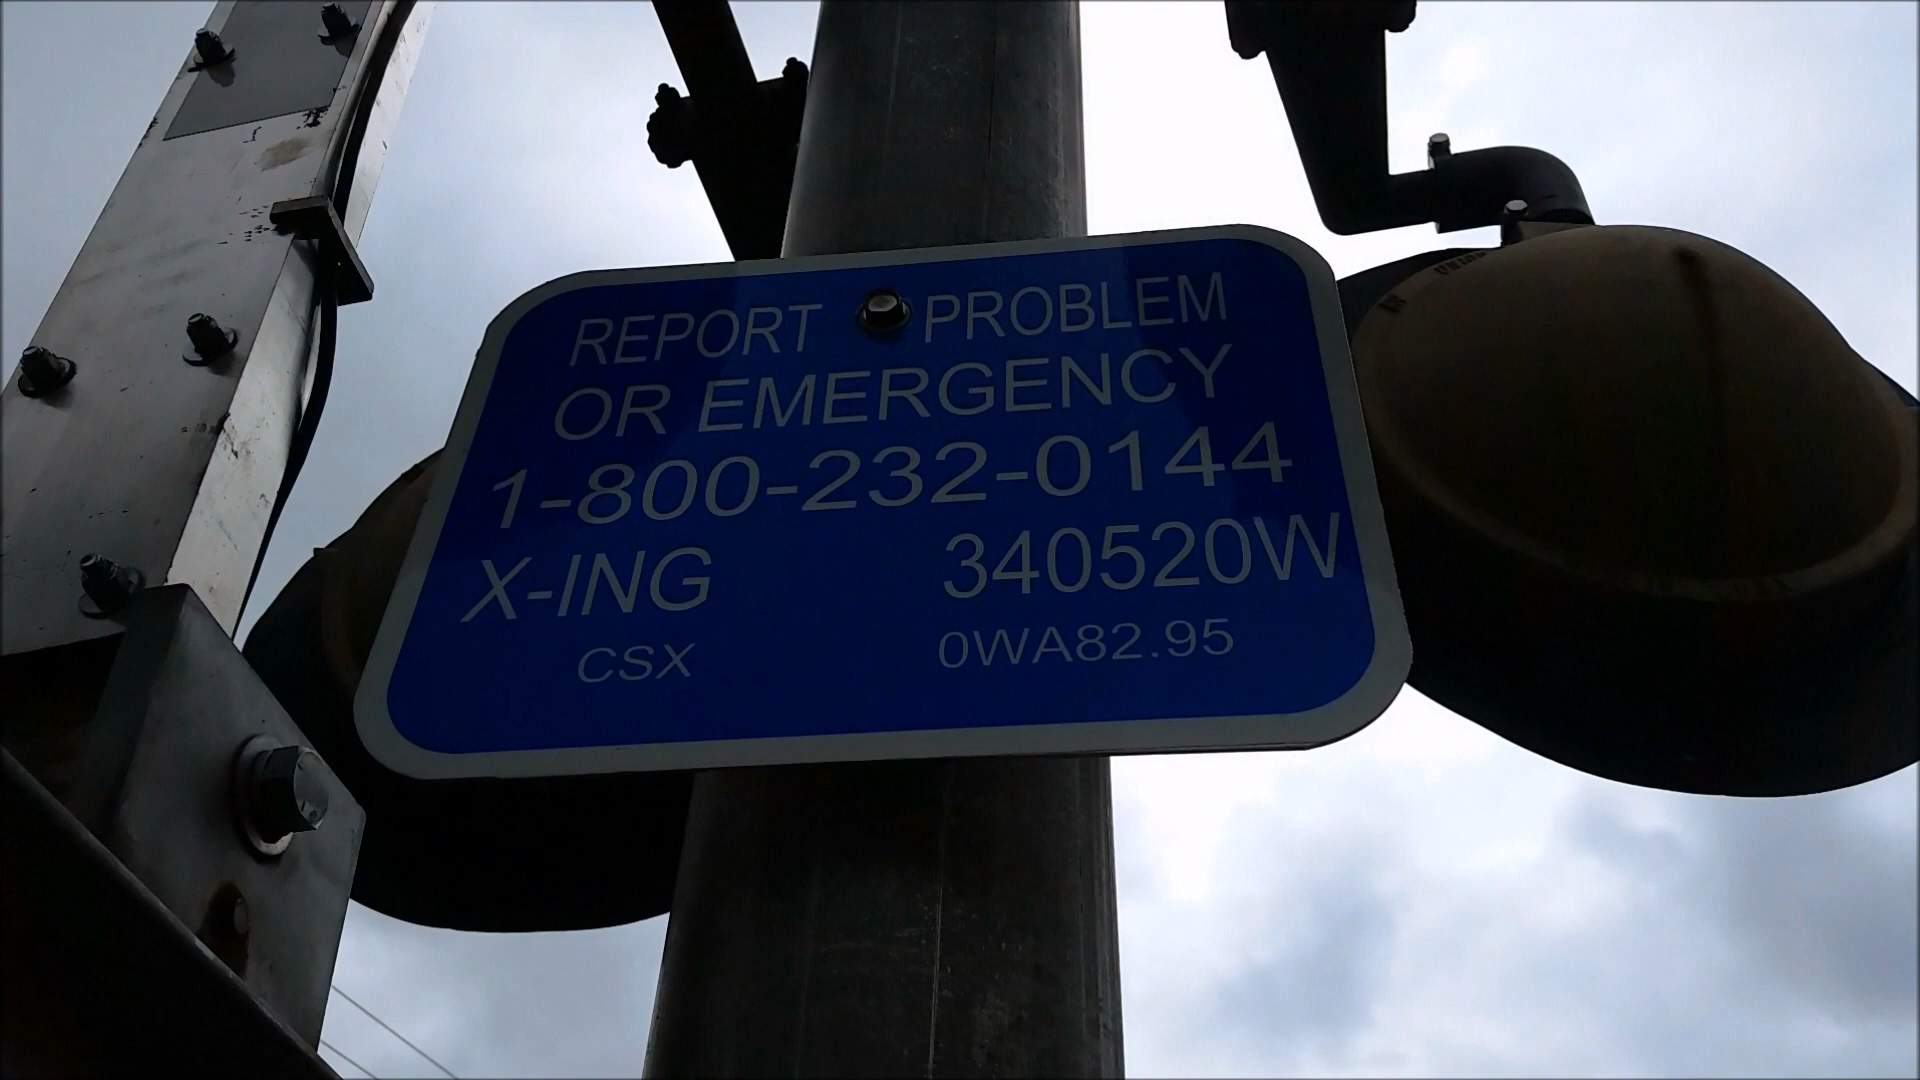 REPORT PROBLEM
OR EMERGENCY
1-800-232-0144
X-ING 340520W
CSX 0WA82.95